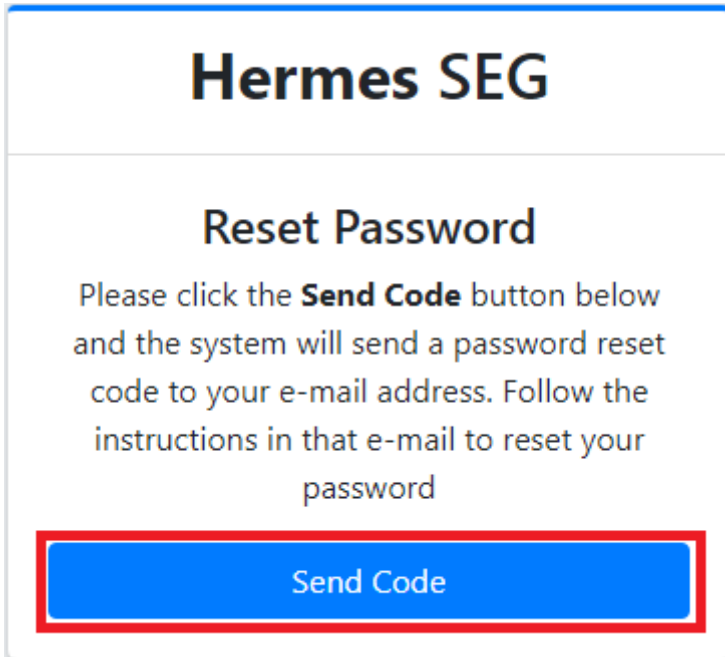 Hermes SEG
Reset Password
Please click the Send Code button below
and the system will send a password reset
code to your e-mail address. Follow the
instructions in that e-mail to reset your
password
Send Code